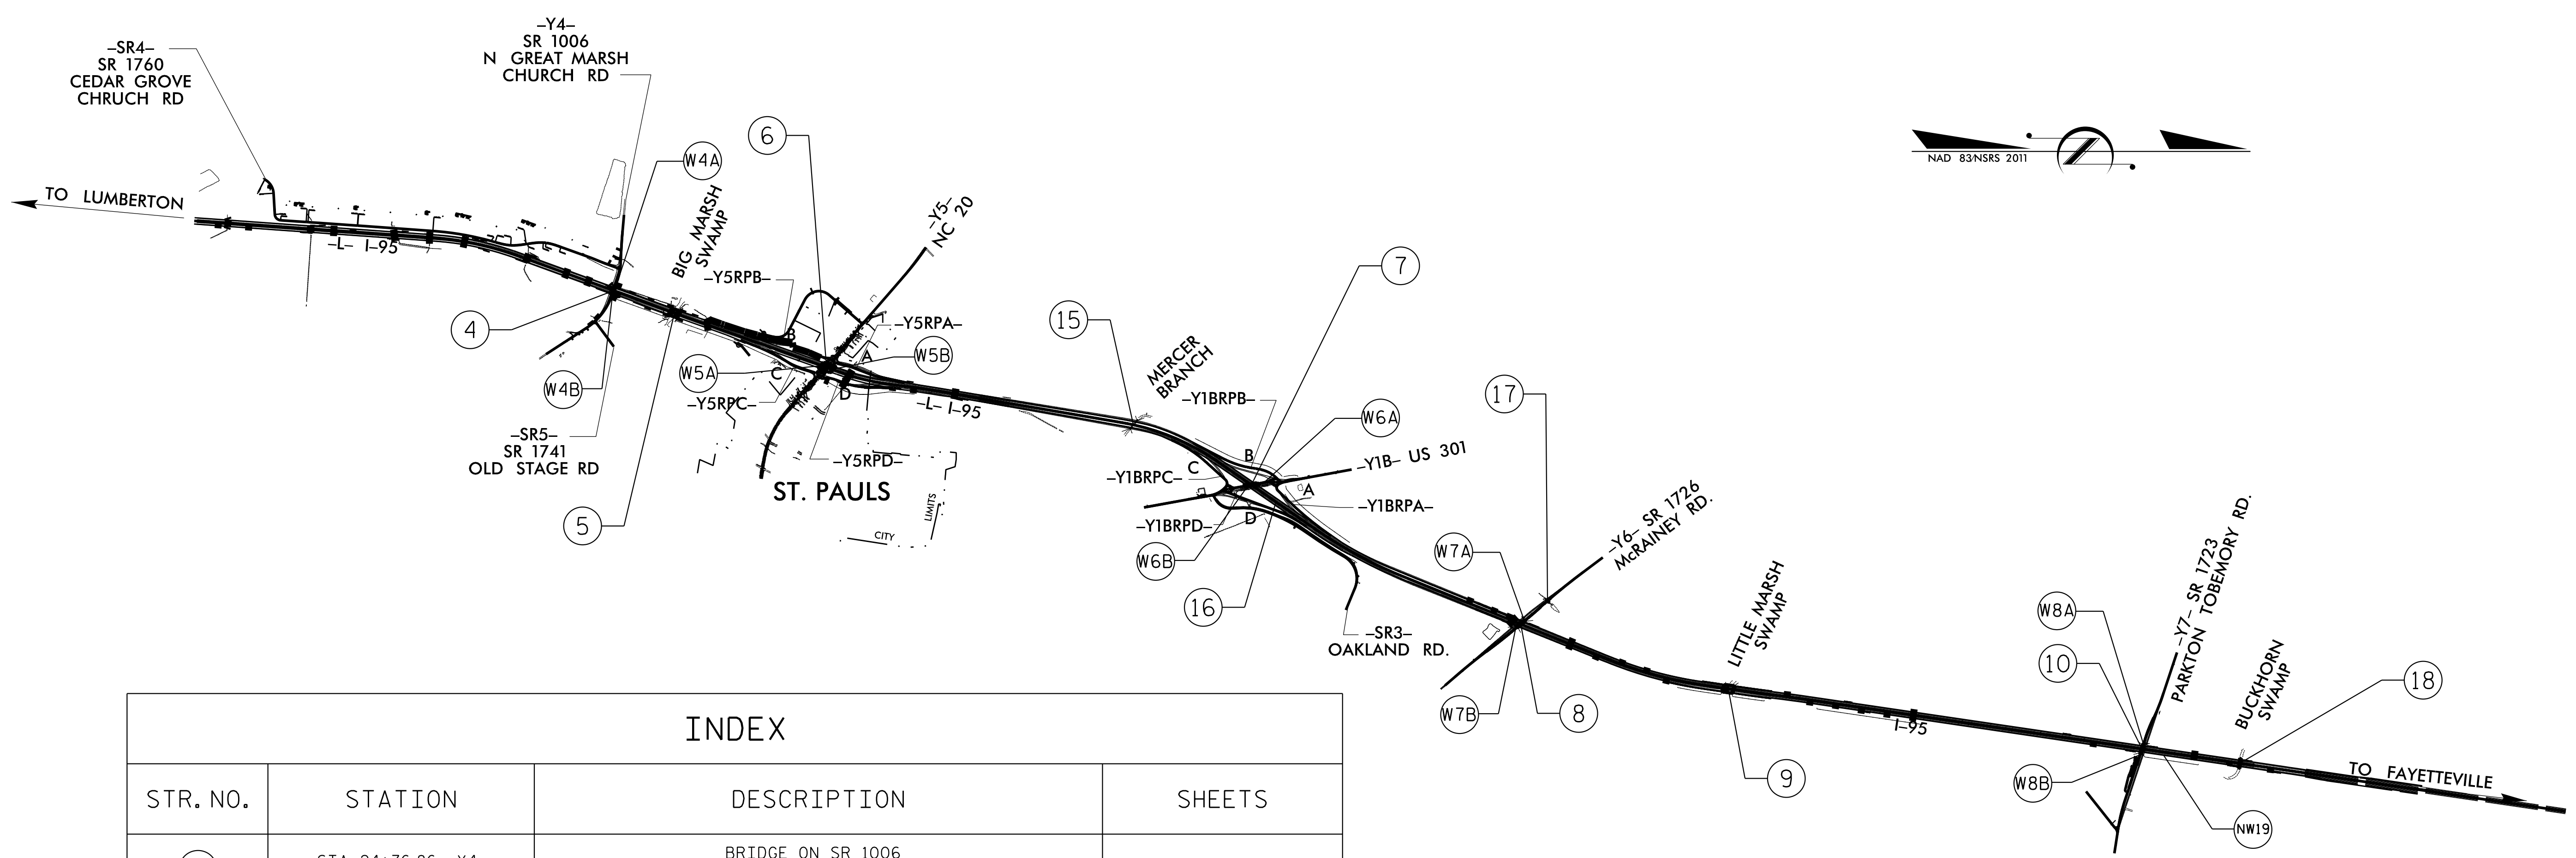 –SR4–
SR 1760
CEDAR GROVE
CHRUCH RD
–Y4–
SR 1006
N GREAT MARSH
CHURCH RD
TO LUMBERTON
–L– I–95
4
W4A
W4B
–SR5–
SR 1741
OLD STAGE RD
BIG MARSH
SWAMP
5
6
–Y5RPB–
B
–Y5–
NC 20
–Y5RPA–
A
W5B
W5A
C
–Y5RPC–
D
–Y5RPD–
ST. PAULS
CITY
LIMITS
–L– I–95
15
MERCER
BRANCH
7
–Y1BRPB–
W6A
B
–Y1B– US 301
C
–Y1BRPC–
A
–Y1BRPA–
–Y1BRPD–
D
W6B
16
–SR3–
OAKLAND RD.
17
–Y6– SR 1726
McRAINEY RD.
W7A
W7B
8
LITTLE MARSH
SWAMP
9
I–95
NAD 83/NSRS 2011
W8A
10
–Y7– SR 1723
PARKTON TOBEMORY RD.
BUCKHORN
SWAMP
18
W8B
NW19
TO FAYETTEVILLE
INDEX
STR. NO.
STATION
DESCRIPTION
SHEETS
BRIDGE ON SR 1006